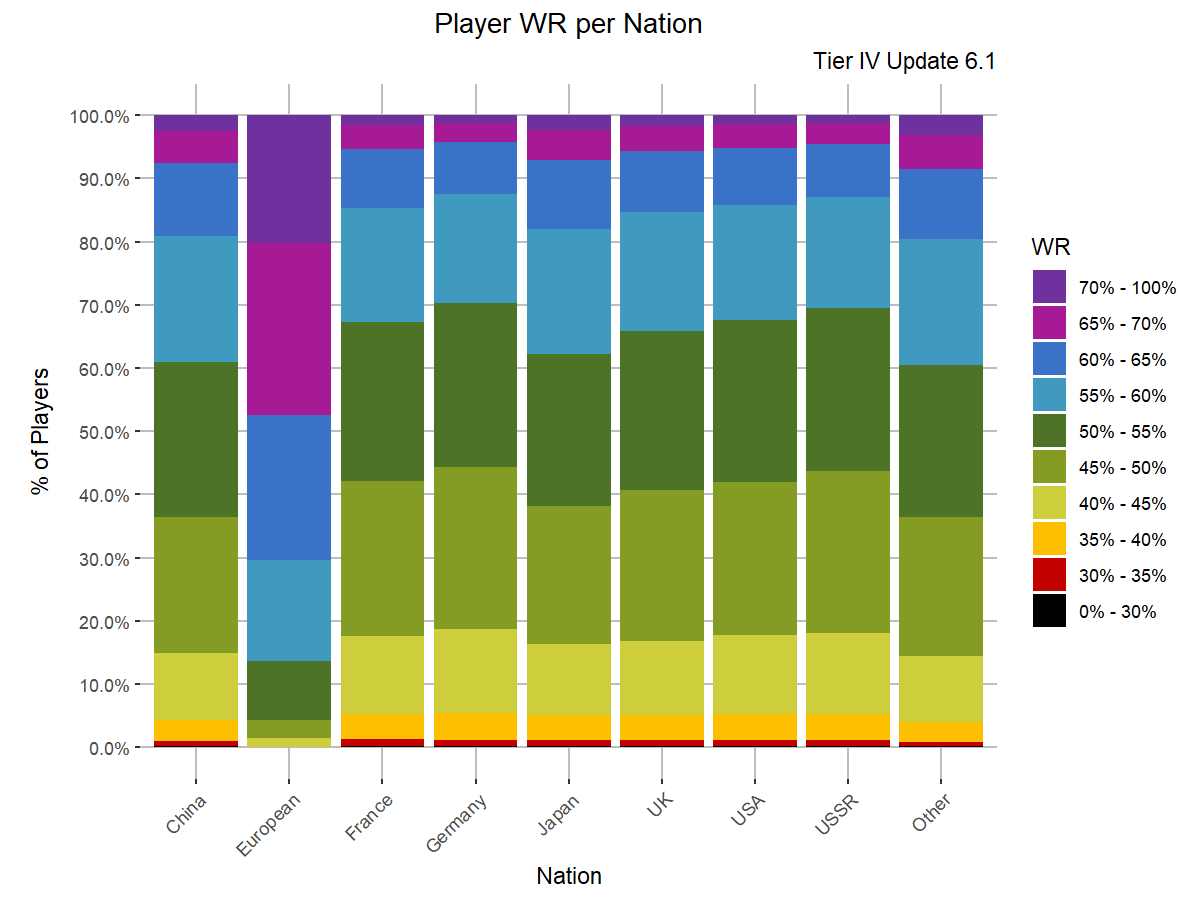 Player WR per Nation
Tier IV Update 6.1
100.0%
90.0%
80.0%
70.0%
60.0%
50.0%
40.0%
30.0%
20.0%
10.0%
0.0%
% of Players
China
European
France
Germany
Japan
UK
USA
USSR
Other
Nation
WR
70% - 100%
65% - 70%
60% - 65%
55% - 60%
50% - 55%
45% - 50%
40% - 45%
35% - 40%
30% - 35%
0% - 30%